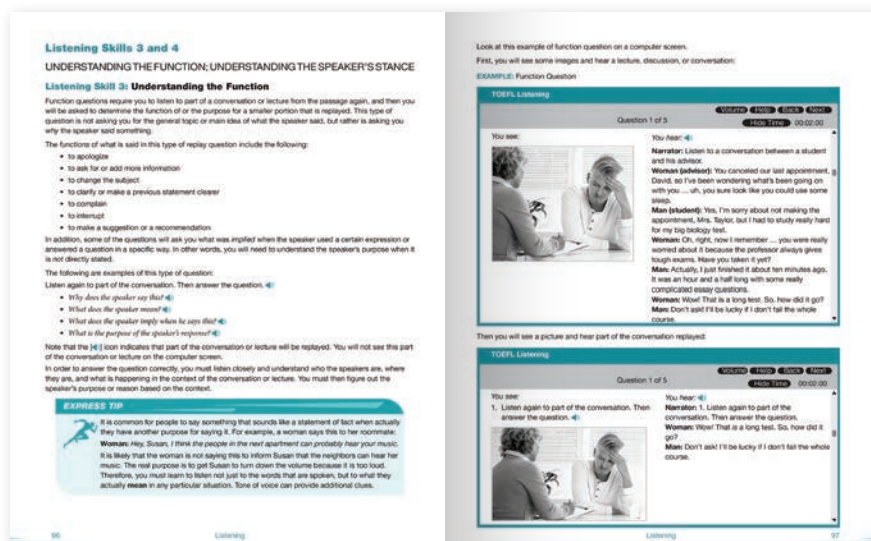 Listening Skills 3 and 4
UNDERSTANDING THE FUNCTION; UNDERSTANDING THE SPEAKER'S STANCE
Listening Skill 3: Understanding the Function
Function questions require you to listen to part of a conversation or lecture from the passage again, and then you
will be asked to determine the function of or the purpose for a smaller portion that is replayed. This type of
question is not asking you for the general topic or main idea of what the speaker said, but rather is asking you
why the speaker said something.
The functions of what is said in this type of replay question include the following:
• to apologize
• to ask for or add more information
• to change the subject
• to clarify or make a previous statement clearer
• to complain
• to interrupt
• to make a suggestion or a recommendation
In addition, some of the questions will ask you what was implied when the speaker used a certain expression or
answered a question in a specific way. In other words, you will need to understand the speaker's purpose when it
is not directly stated.
The following are examples of this type of question:
Listen again to part of the conversation. Then answer the question.
• Why does the speaker say this?
• What does the speaker mean?
• What does the speaker imply when he says this?
• What is the purpose of the speaker's response?
Note that the [ ] icon indicates that part of the conversation or lecture will be replayed. You will not see this part
of the conversation or lecture on the computer screen.
In order to answer the question correctly, you must listen closely and understand who the speakers are, where
they are, and what is happening in the context of the conversation or lecture. You must then figure out the
speaker's purpose or reason based on the context.
EXPRESS TIP
It is common for people to say something that sounds like a statement of fact when actually
they have another purpose for saying it. For example, a woman says this to her roommate:
Woman: Hey, Susan, I think the people in the next apartment can probably hear your music.
It is likely that the woman is not saying this to inform Susan that the neighbors can hear her
music. The real purpose is to get Susan to turn down the volume because it is too loud.
Therefore, you must learn to listen not just to the words that are spoken, but to what they
actually mean in any particular situation. Tone of voice can provide additional clues.
96
Listening
Look at this example of function question on a computer screen.
First, you will see some images and hear a lecture, discussion, or conversation:
EXAMPLE: Function Question
TOEFL Listening
Volume Help Back Next
Question 1 of 5
Hide Time 00:02:00
You see:
You hear:
Narrator: Listen to a conversation between a student
and his advisor.
Woman (advisor): You canceled our last appointment,
David, so I've been wondering what's been going on
with you ... uh, you sure look like you could use some
sleep.
Man (student): Yes, I'm sorry about not making the
appointment, Mrs. Taylor, but I had to study really hard
for my big biology test.
Woman: Oh, right, now I remember ... you were really
worried about it because the professor always gives
tough exams. Have you taken it yet?
Man: Actually, I just finished it about ten minutes ago.
It was an hour and a half long with some really
complicated essay questions.
Woman: Wow! That is a long test. So, how did it go?
Man: Don't ask! I'll be lucky if I don't fail the whole
course.
Then you will see a picture and hear part of the conversation replayed:
TOEFL Listening
Volume Help Back Next
Question 1 of 5
Hide Time 00:02:00
You see:
1. Listen again to part of the conversation. Then
answer the question.
You hear:
Narrator: 1. Listen again to part of the
conversation. Then answer the question.
Woman: Wow! That is a long test. So, how did it
go?
Man: Don't ask! I'll be lucky if I don't fail the whole
course.
Listening
97